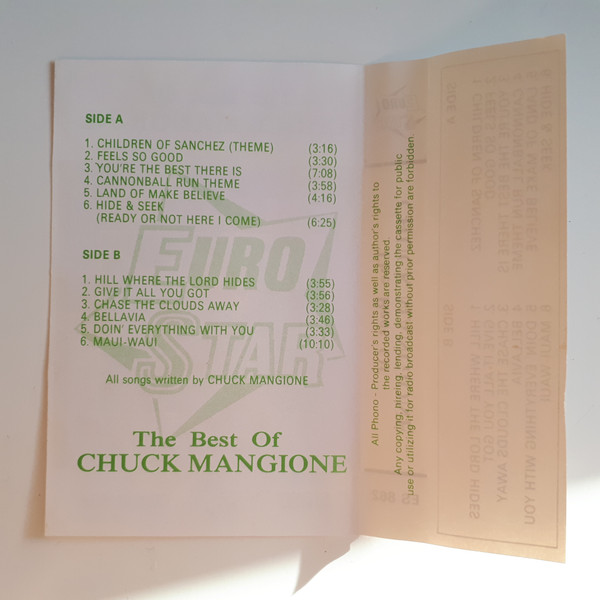 SIDE A
1. CHILDREN OF SANCHEZ (THEME) (3:16)
2. FEELS SO GOOD (3:30)
3. YOU'RE THE BEST THERE IS (7:08)
4. CANNONBALL RUN THEME (3:58)
5. LAND OF MAKE BELIEVE (4:16)
6. HIDE & SEEK
(READY OR NOT HERE I COME) (6:25)
SIDE B
1. HILL WHERE THE LORD HIDES (3:55)
2. GIVE IT ALL YOU GOT (3:56)
3. CHASE THE CLOUDS AWAY (3:28)
4. BELLAVIA (3:46)
5. DOIN' EVERYTHING WITH YOU (3:33)
6. MAUI-WAUI (10:10)
EURO
STAR
All songs written by CHUCK MANGIONE
The Best Of
CHUCK MANGIONE
All Phono - Producer's rights as well as author's rights to
the recorded works are reserved.
Any copying, hireing, lending, demonstrating the cassette for public
use or utilizing it for radio broadcast without prior permission are forbidden.